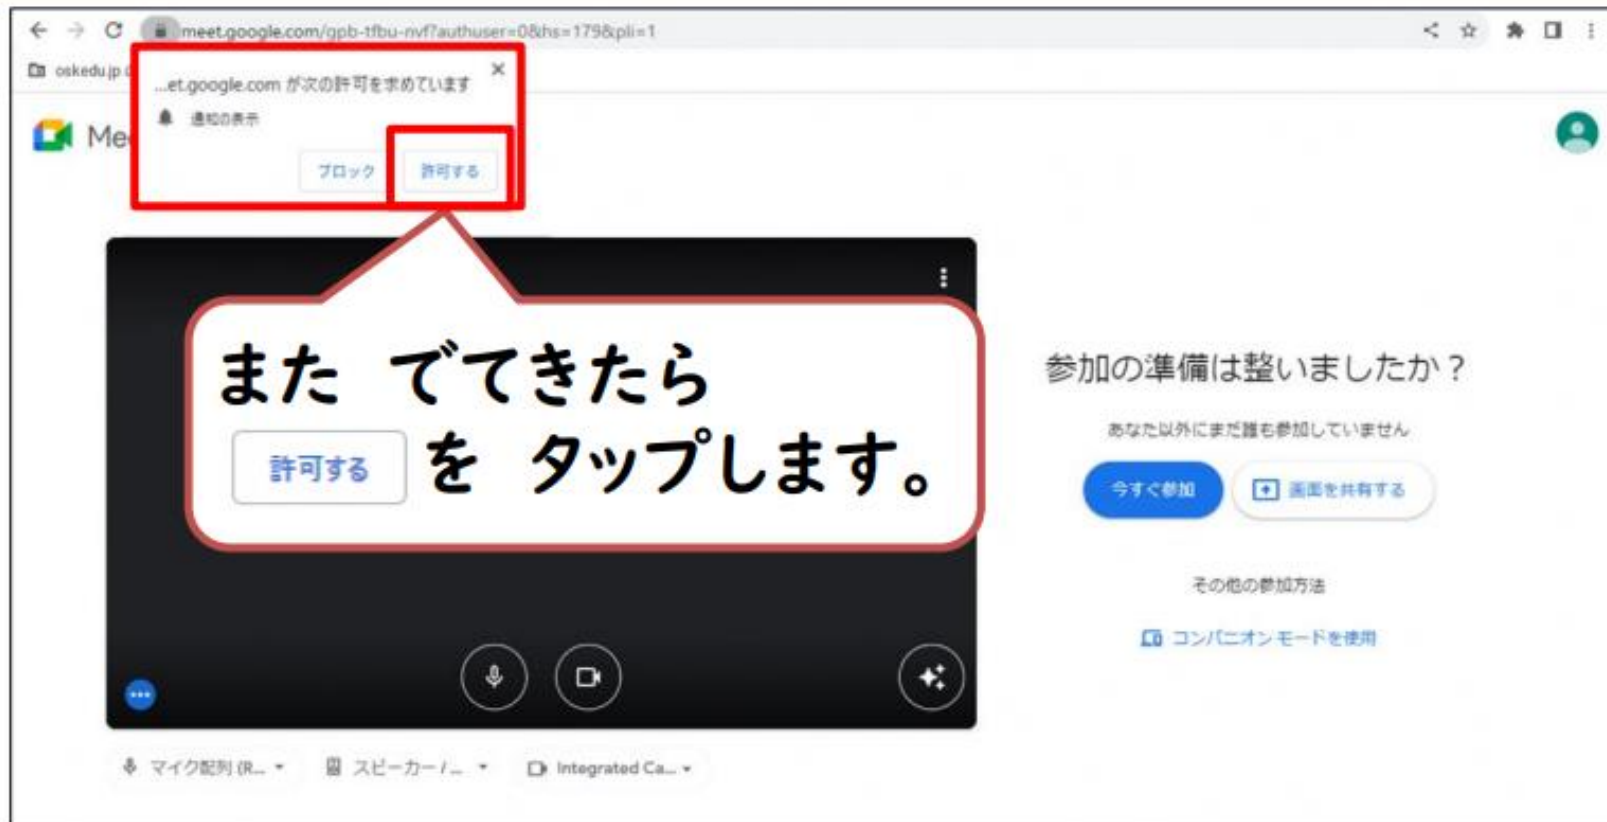 meet.google.com/gpb-tfbu-nvf?authuser=0&hs=179&pli=1
oskedu.jp
...et.google.com が次の許可を求めています
通知の表示
ブロック
許可する
また でてきたら
許可する を タップします。
参加の準備は整いましたか？
あなた以外にまだ誰も参加していません
今すぐ参加
画面を共有する
その他の参加方法
コンパニオン モードを使用
マイク配列 (R...
スピーカー / ...
Integrated Ca...